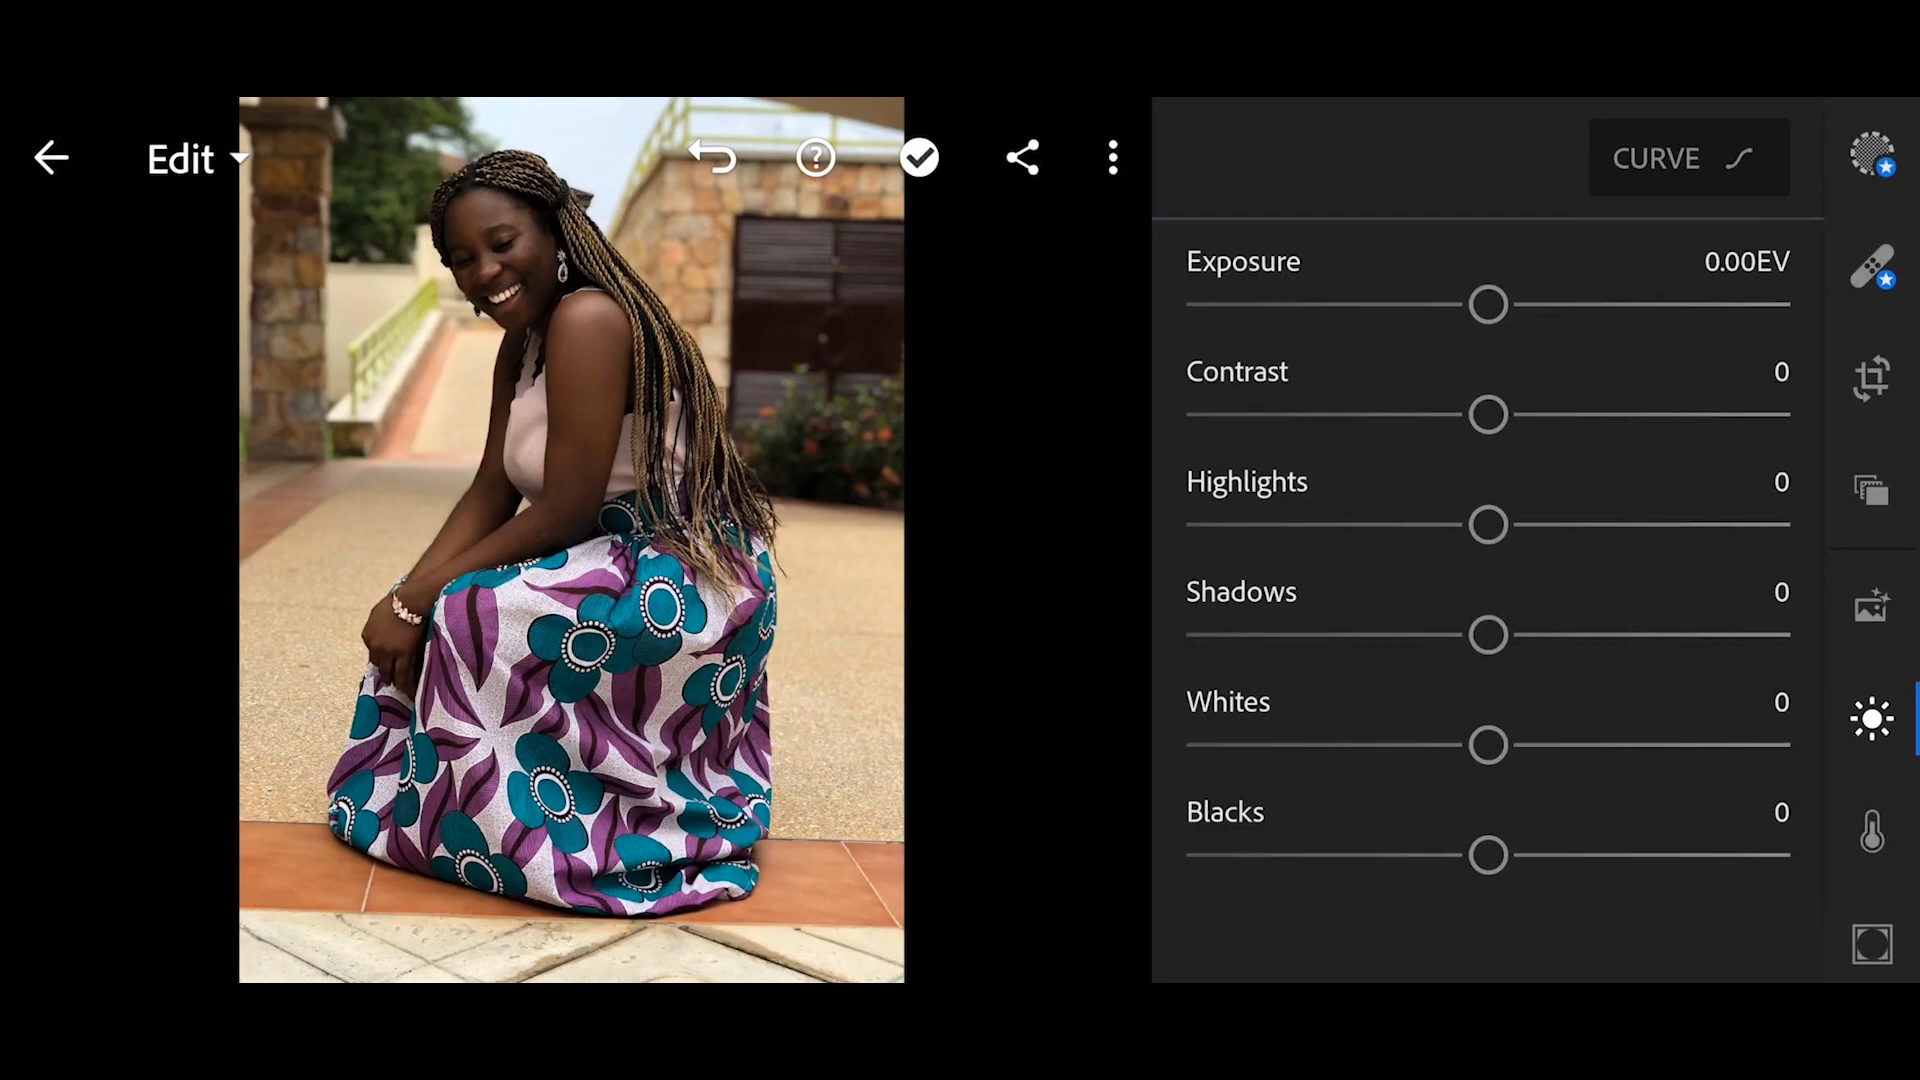 Edit
CURVE
Exposure 0.00EV
Contrast 0
Highlights 0
Shadows 0
Whites 0
Blacks 0